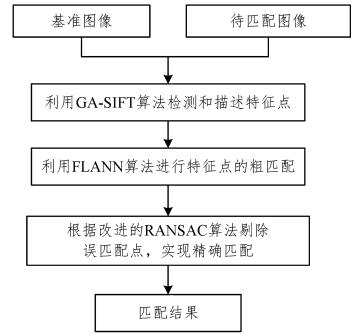 基准图像
待匹配图像
利用GA-SIFT算法检测和描述特征点
利用FLANN算法进行特征点的粗匹配
根据改进的RANSAC算法剔除
误匹配点，实现精确匹配
匹配结果